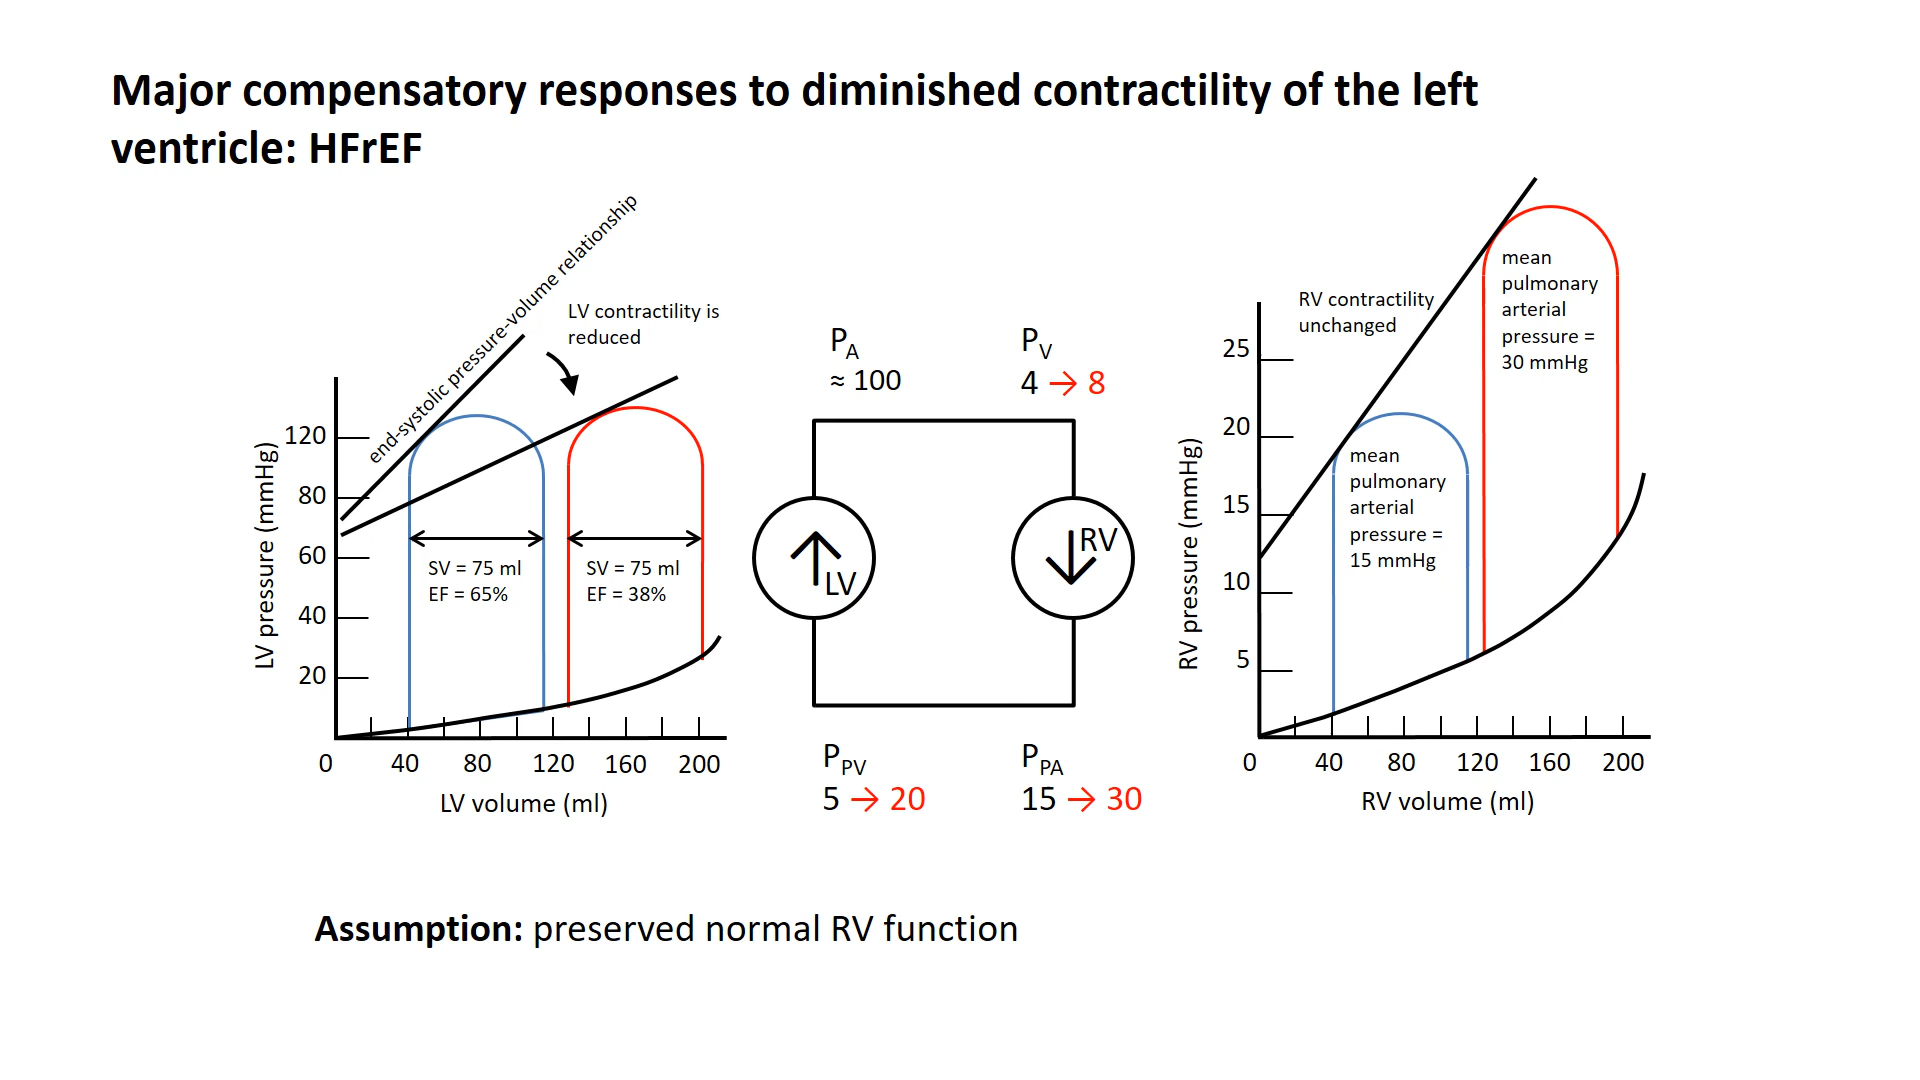 Major compensatory responses to diminished contractility of the left
ventricle: HFrEF
end-systolic pressure-volume relationship
LV contractility is
reduced
LV pressure (mmHg)
120
80
60
40
20
SV = 75 ml
EF = 65%
SV = 75 ml
EF = 38%
0 40 80 120 160 200
LV volume (ml)
PA
≈ 100
PV
4 → 8
LV
RV
PPV
5 → 20
PPA
15 → 30
RV contractility
unchanged
RV pressure (mmHg)
25
20
15
10
5
mean
pulmonary
arterial
pressure =
15 mmHg
mean
pulmonary
arterial
pressure =
30 mmHg
0 40 80 120 160 200
RV volume (ml)
Assumption: preserved normal RV function